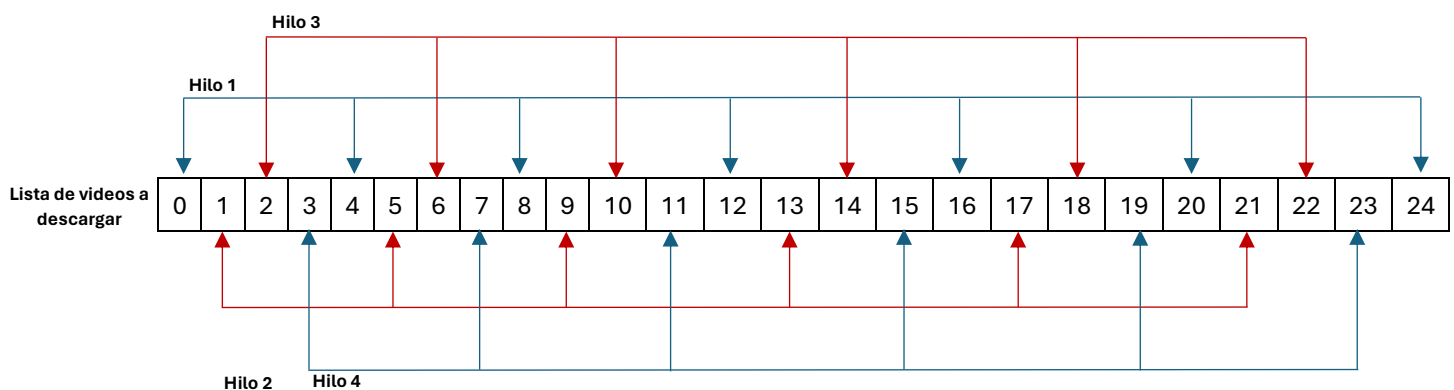 Hilo 3
Hilo 1
Lista de videos a
descargar
0 1 2 3 4 5 6 7 8 9 10 11 12 13 14 15 16 17 18 19 20 21 22 23 24
Hilo 2 Hilo 4